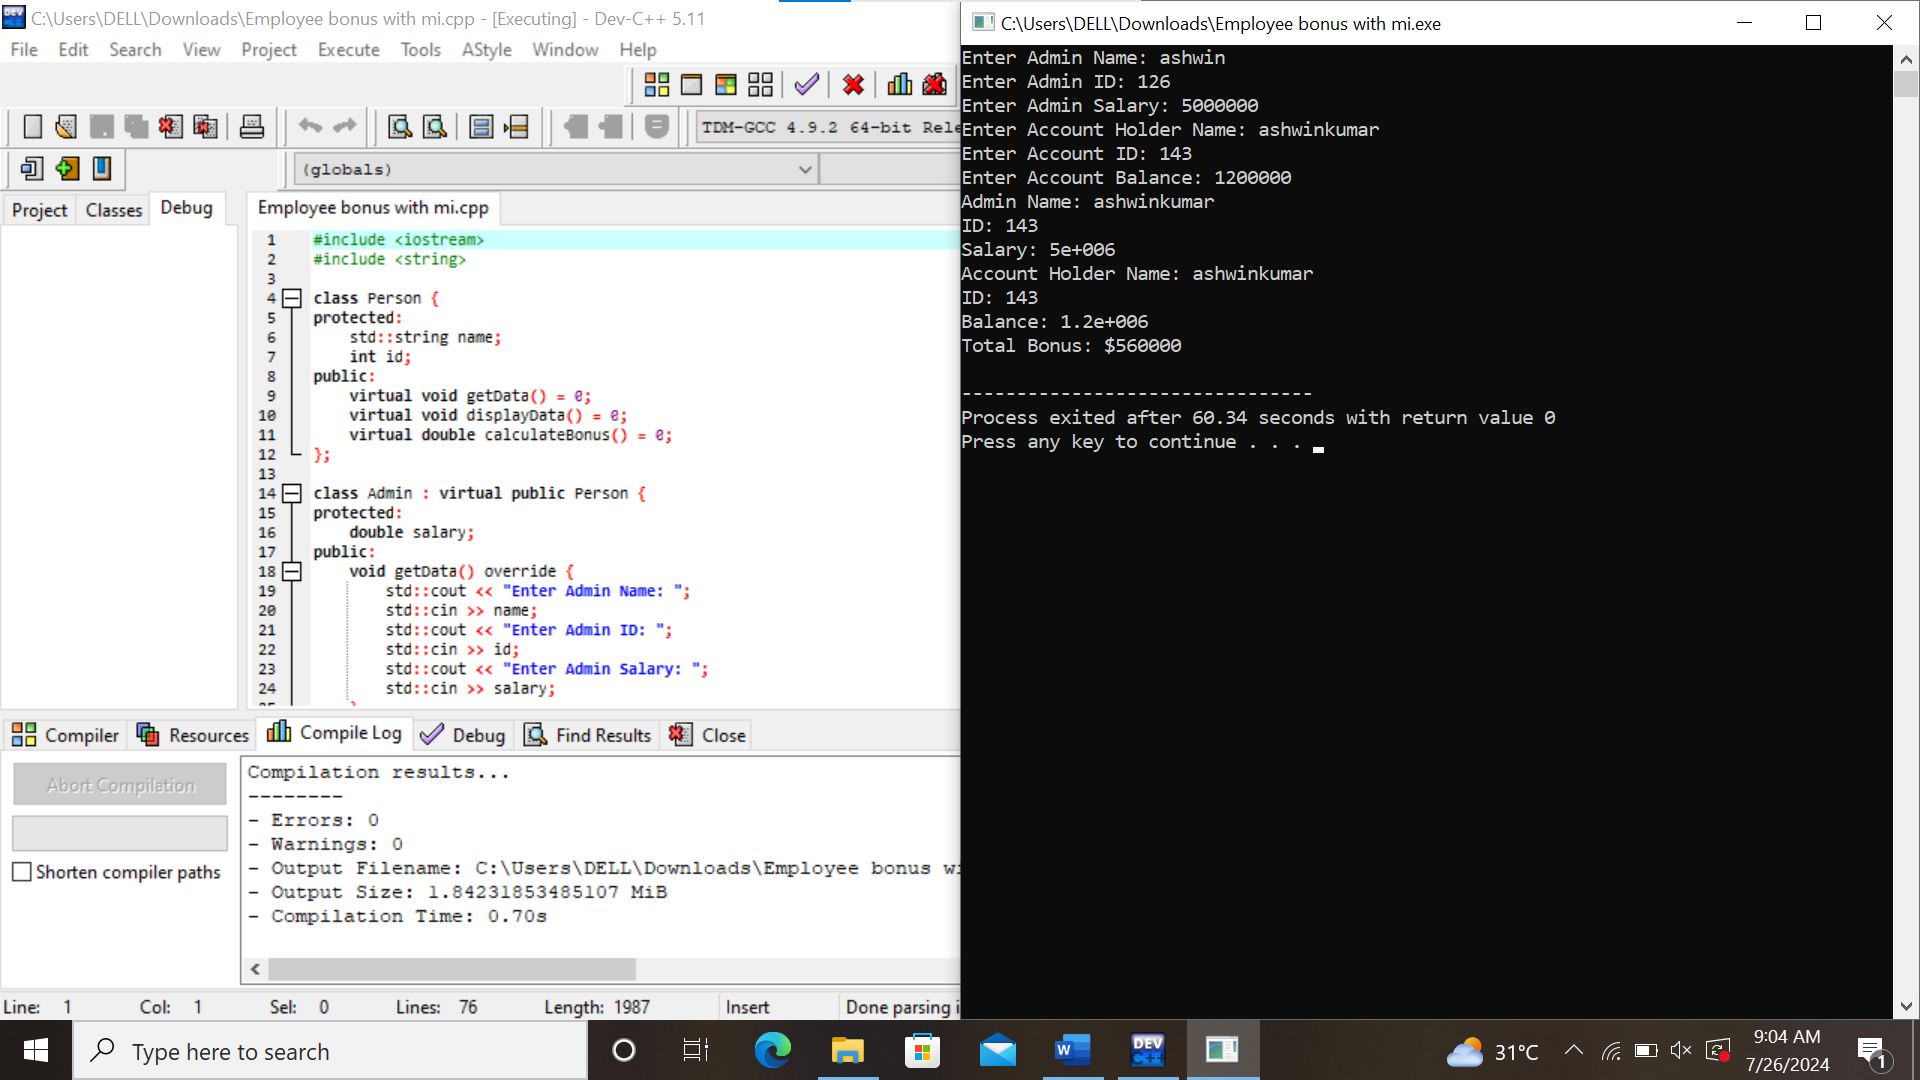 C:\Users\DELL\Downloads\Employee bonus with mi.cpp - [Executing] - Dev-C++ 5.11
File Edit Search View Project Execute Tools AStyle Window Help
TDM-GCC 4.9.2 64-bit Rele
(globals)
Project Classes Debug
Employee bonus with mi.cpp
1 #include <iostream>
2 #include <string>
3
4 class Person {
5 protected:
6 std::string name;
7 int id;
8 public:
9 virtual void getData() = 0;
10 virtual void displayData() = 0;
11 virtual double calculateBonus() = 0;
12 };
13
14 class Admin : virtual public Person {
15 protected:
16 double salary;
17 public:
18 void getData() override {
19 std::cout << "Enter Admin Name: ";
20 std::cin >> name;
21 std::cout << "Enter Admin ID: ";
22 std::cin >> id;
23 std::cout << "Enter Admin Salary: ";
24 std::cin >> salary;
Compiler Resources Compile Log Debug Find Results Close
Abort Compilation
Shorten compiler paths
Compilation results...
--------
- Errors: 0
- Warnings: 0
- Output Filename: C:\Users\DELL\Downloads\Employee bonus wi
- Output Size: 1.84231853485107 MiB
- Compilation Time: 0.70s
Line: 1 Col: 1 Sel: 0 Lines: 76 Length: 1987 Insert Done parsing i
C:\Users\DELL\Downloads\Employee bonus with mi.exe
Enter Admin Name: ashwin
Enter Admin ID: 126
Enter Admin Salary: 5000000
Enter Account Holder Name: ashwinkumar
Enter Account ID: 143
Enter Account Balance: 1200000
Admin Name: ashwinkumar
ID: 143
Salary: 5e+006
Account Holder Name: ashwinkumar
ID: 143
Balance: 1.2e+006
Total Bonus: $560000
--------------------------------
Process exited after 60.34 seconds with return value 0
Press any key to continue . . .
Type here to search
DEV C++
31°C
9:04 AM
7/26/2024
1